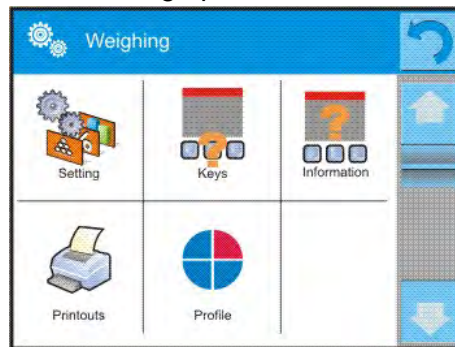 Weighing
Setting
Keys
Information
Printouts
Profile